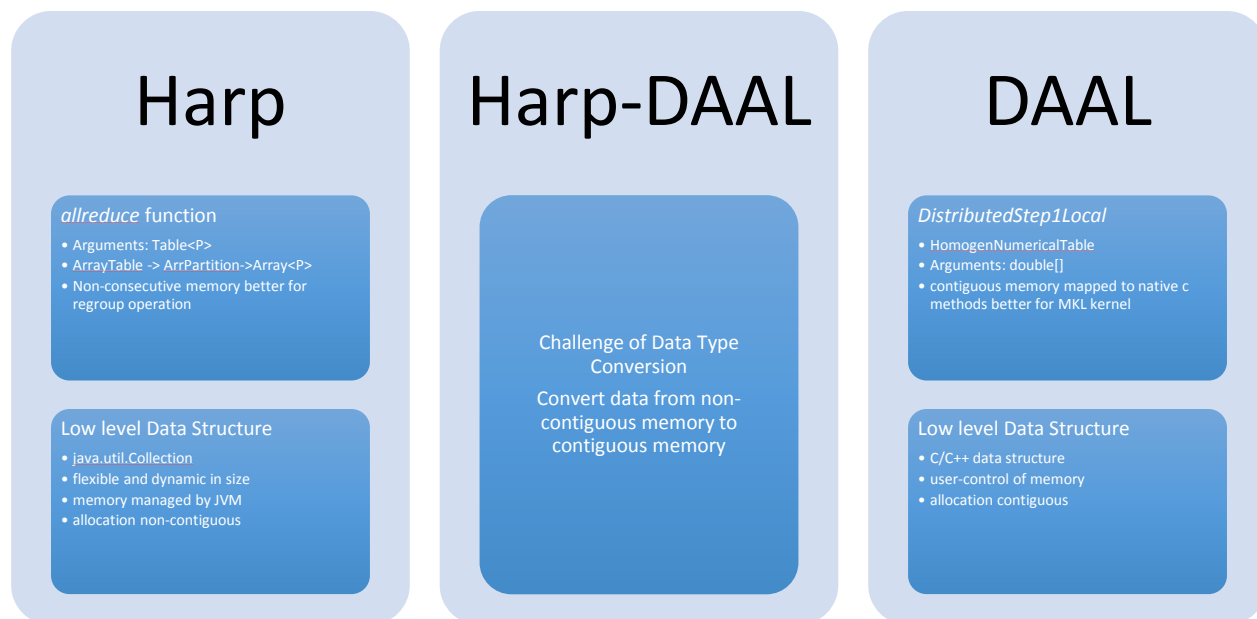 Harp
allreduce function
• Arguments: Table<P>
• ArrayTable -> ArrPartition->Array<P>
• Non-consecutive memory better for
regroup operation
Low level Data Structure
• java.util.Collection
• flexible and dynamic in size
• memory managed by JVM
• allocation non-contiguous
Harp-DAAL
Challenge of Data Type
Conversion
Convert data from non-
contiguous memory to
contiguous memory
DAAL
DistributedStep1Local
• HomogenNumericalTable
• Arguments: double[]
• contiguous memory mapped to native c
methods better for MKL kernel
Low level Data Structure
• C/C++ data structure
• user-control of memory
• allocation contiguous